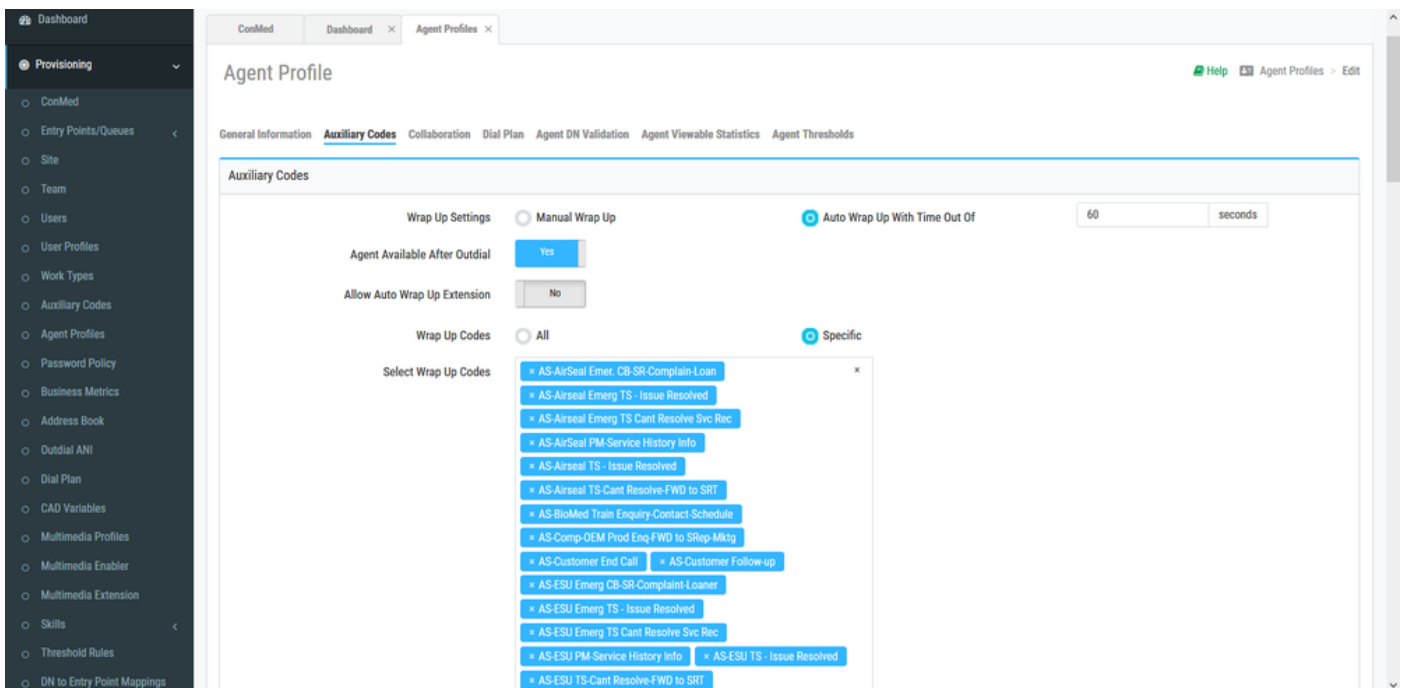 Dashboard
Provisioning
ConMed
Entry Points/Queues
Site
Team
Users
User Profiles
Work Types
Auxiliary Codes
Agent Profiles
Password Policy
Business Metrics
Address Book
Outdial ANI
Dial Plan
CAD Variables
Multimedia Profiles
Multimedia Enabler
Multimedia Extension
Skills
Threshold Rules
DN to Entry Point Mappings
ConMed Dashboard × Agent Profiles ×
Agent Profile
Help Agent Profiles > Edit
General Information Auxiliary Codes Collaboration Dial Plan Agent DN Validation Agent Viewable Statistics Agent Thresholds
Auxiliary Codes
Wrap Up Settings Manual Wrap Up Auto Wrap Up With Time Out Of 60 seconds
Agent Available After Outdial Yes
Allow Auto Wrap Up Extension No
Wrap Up Codes All Specific
Select Wrap Up Codes × AS-AirSeal Emer. CB-SR-Complain-Loan ×
× AS-Airseal Emerg TS - Issue Resolved
× AS-Airseal Emerg TS Cant Resolve Svc Rec
× AS-AirSeal PM-Service History Info
× AS-Airseal TS - Issue Resolved
× AS-Airseal TS-Cant Resolve-FWD to SRT
× AS-BioMed Train Enquiry-Contact-Schedule
× AS-Comp-OEM Prod Enq-FWD to SRep-Mktg
× AS-Customer End Call × AS-Customer Follow-up
× AS-ESU Emerg CB-SR-Complaint-Loaner
× AS-ESU Emerg TS - Issue Resolved
× AS-ESU Emerg TS Cant Resolve Svc Rec
× AS-ESU PM-Service History Info × AS-ESU TS - Issue Resolved
× AS-ESU TS-Cant Resolve-FWD to SRT